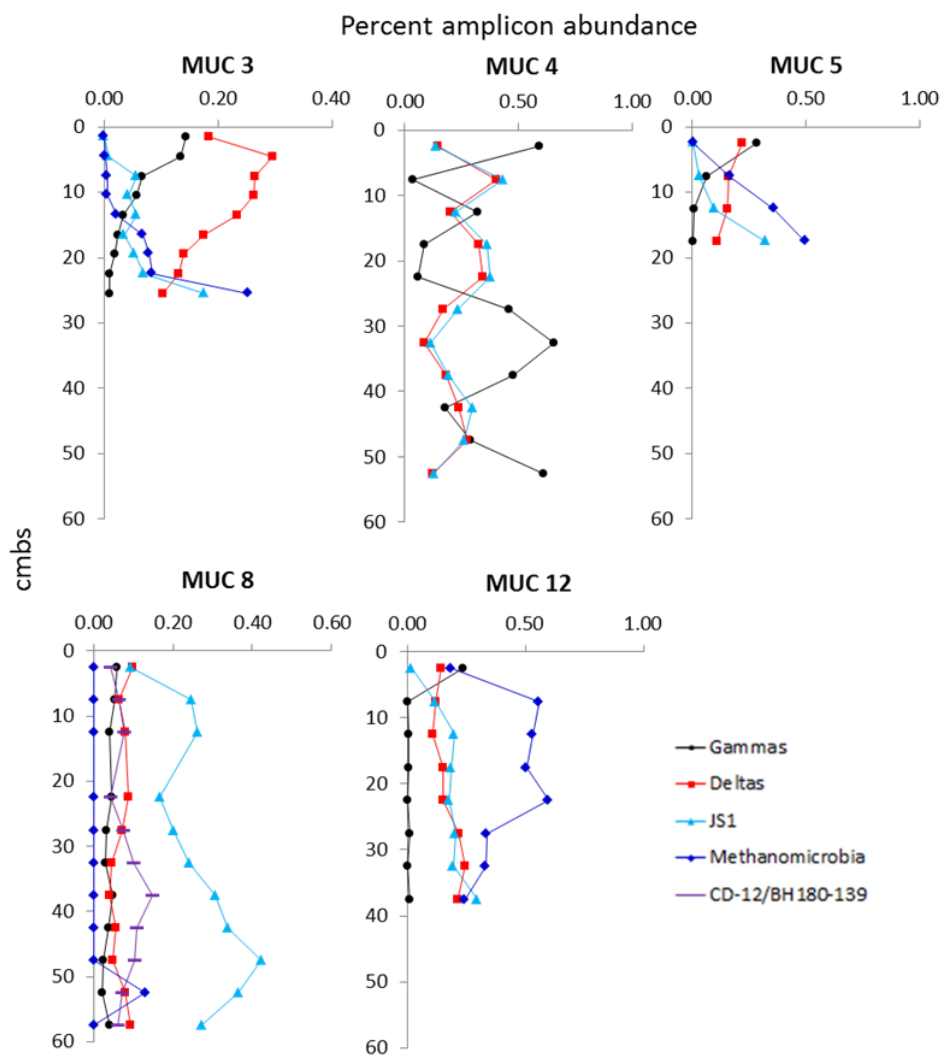 Percent amplicon abundance
MUC 3
MUC 4
MUC 5
0.00 0.20 0.40
0.00 0.50 1.00
0.00 0.50 1.00
0
10
20
30
40
50
60
0
10
20
30
40
50
60
0
10
20
30
40
50
60
cmbs
MUC 8
MUC 12
0.00 0.20 0.40 0.60
0.00 0.50 1.00
0
10
20
30
40
50
60
0
10
20
30
40
50
60
Gammas
Deltas
JS1
Methanomicrobia
CD-12/BH180-139